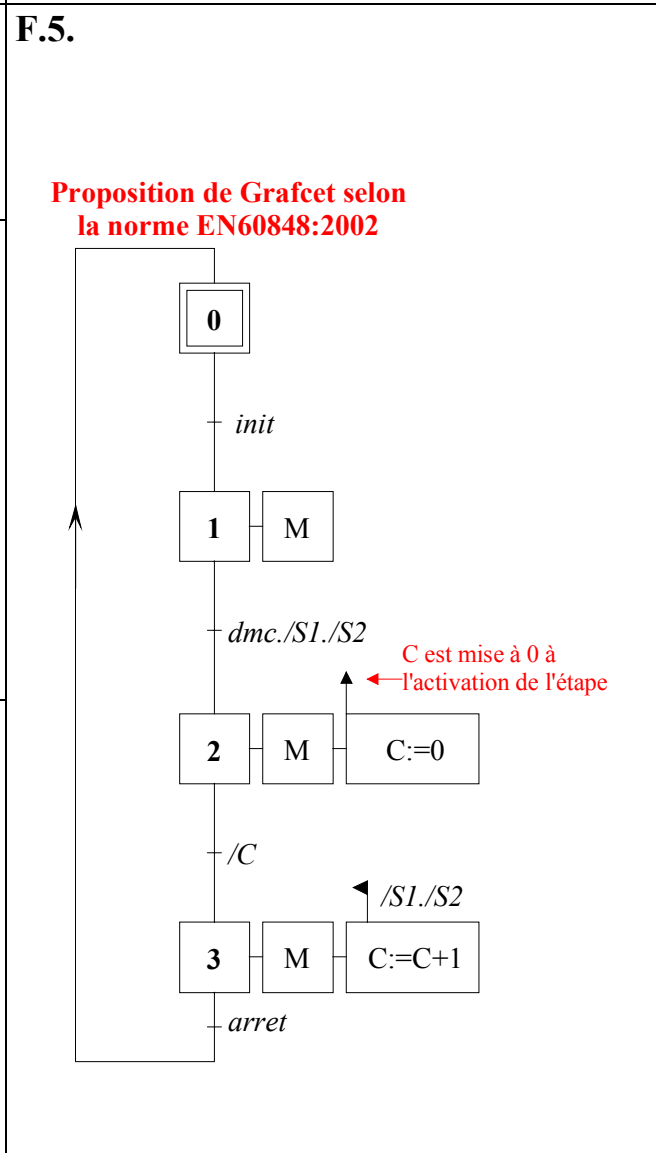 F.5.
Proposition de Grafcet selon
la norme EN60848:2002
0
init
1 M
dmc./S1./S2
C est mise à 0 à
l'activation de l'étape
2 M C:=0
/C
/S1./S2
3 M C:=C+1
arret